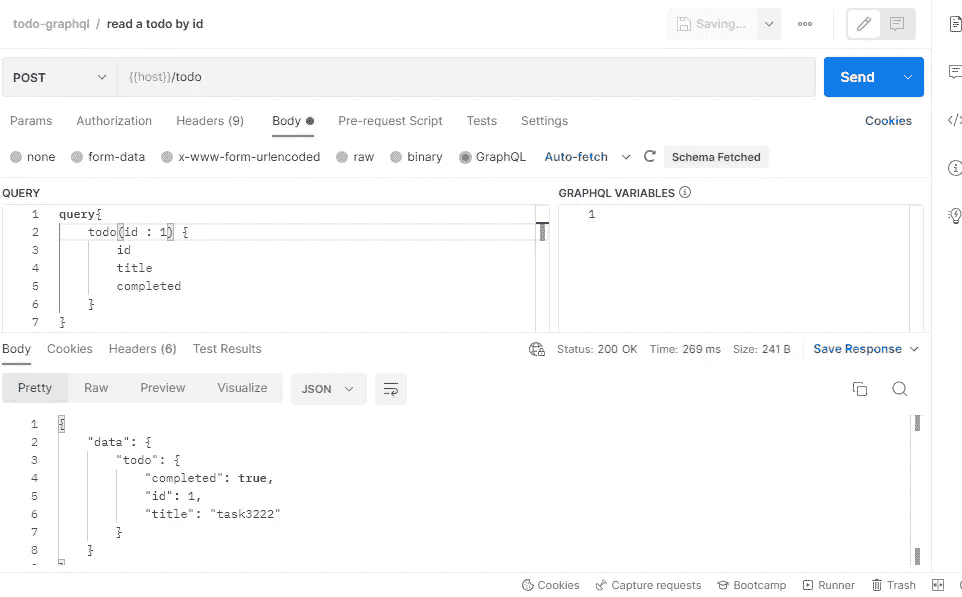 todo-graphql / read a todo by id
Saving...
POST
{{host}}/todo
Send
Params Authorization Headers (9) Body Pre-request Script Tests Settings Cookies
none form-data x-www-form-urlencoded raw binary GraphQL Auto-fetch Schema Fetched
QUERY
1 query{
2 todo(id : 1) {
3 id
4 title
5 completed
6 }
7 }
GRAPHQL VARIABLES
1
Body Cookies Headers (6) Test Results Status: 200 OK Time: 269 ms Size: 241 B Save Response
Pretty Raw Preview Visualize JSON
1 {
2 "data": {
3 "todo": {
4 "completed": true,
5 "id": 1,
6 "title": "task3222"
7 }
8 }
Cookies Capture requests Bootcamp Runner Trash